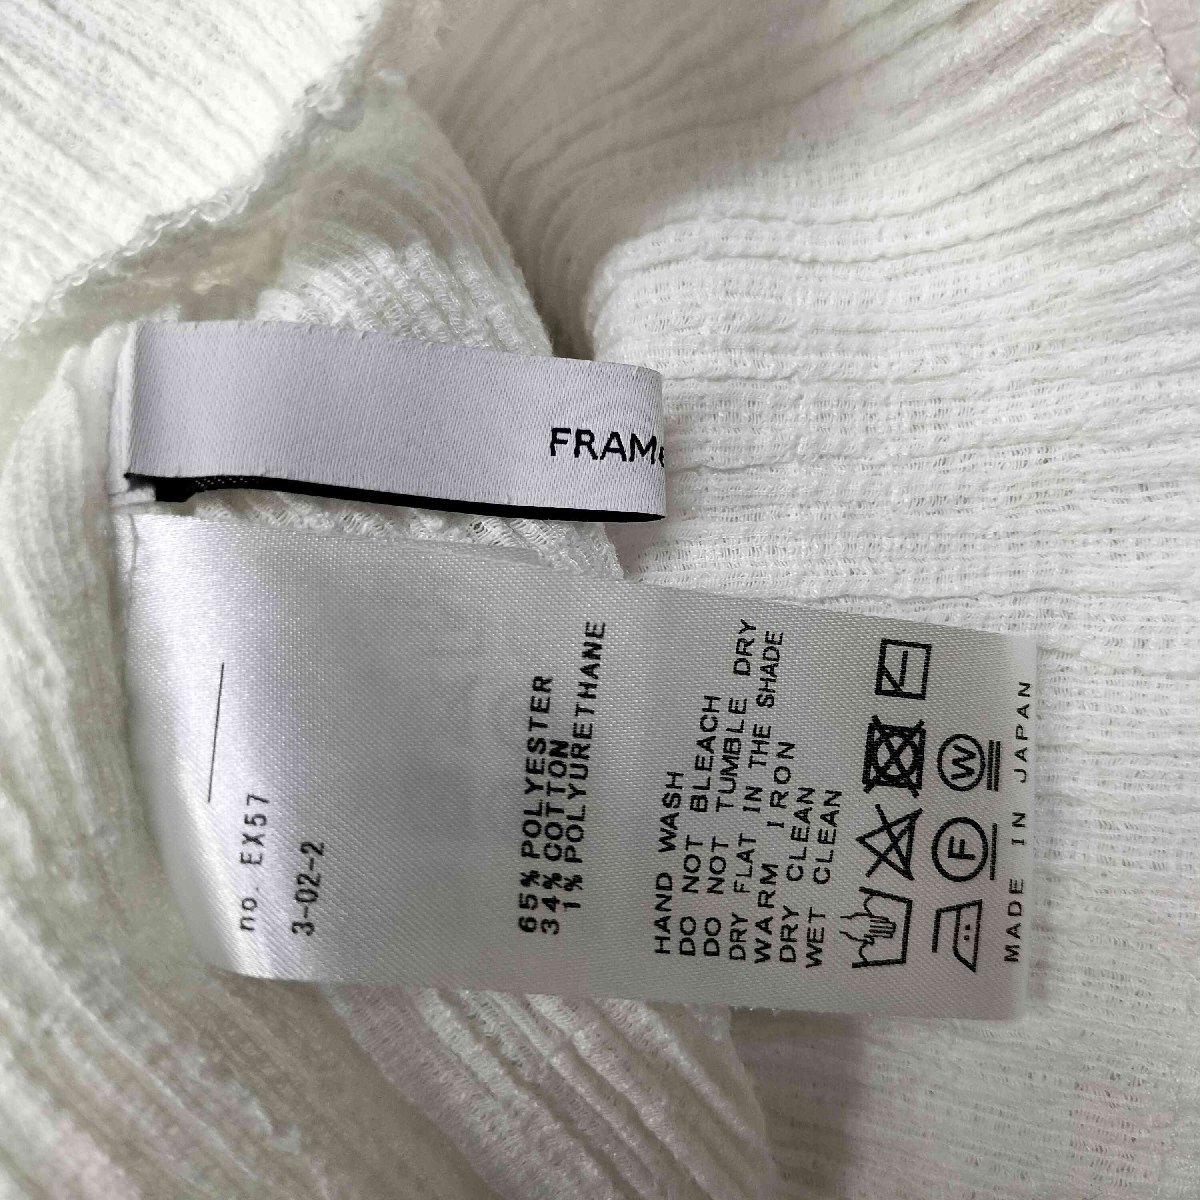 FRAMe
no. EX57
3-02-2
65% POLYESTER
34% COTTON
1% POLYURETHANE
HAND WASH
DO NOT BLEACH
DO NOT TUMBLE DRY
DRY FLAT IN THE SHADE
WARM IRON
DRY CLEAN
WET CLEAN
F
W
MADE IN JAPAN